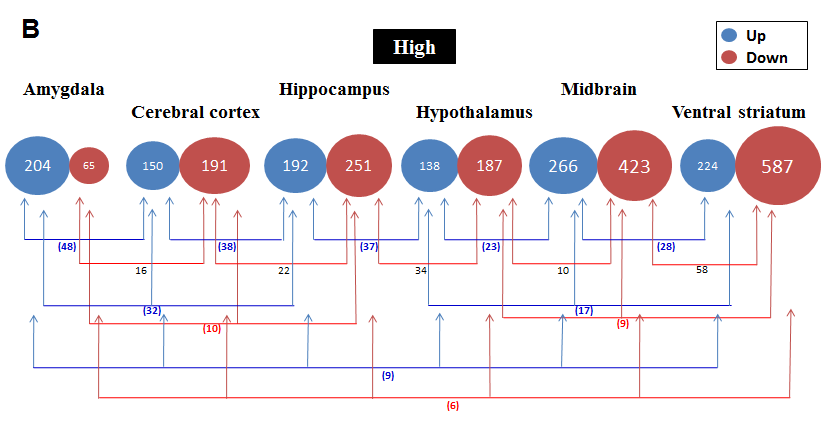 B
High
Up
Down
Amygdala
Hippocampus
Midbrain
Cerebral cortex
Hypothalamus
Ventral striatum
204 65 150 191 192 251 138 187 266 423 224 587
(48) (38) (37) (23) (28)
16 22 34 10 58
(32) (17)
(10) (9)
(9)
(6)